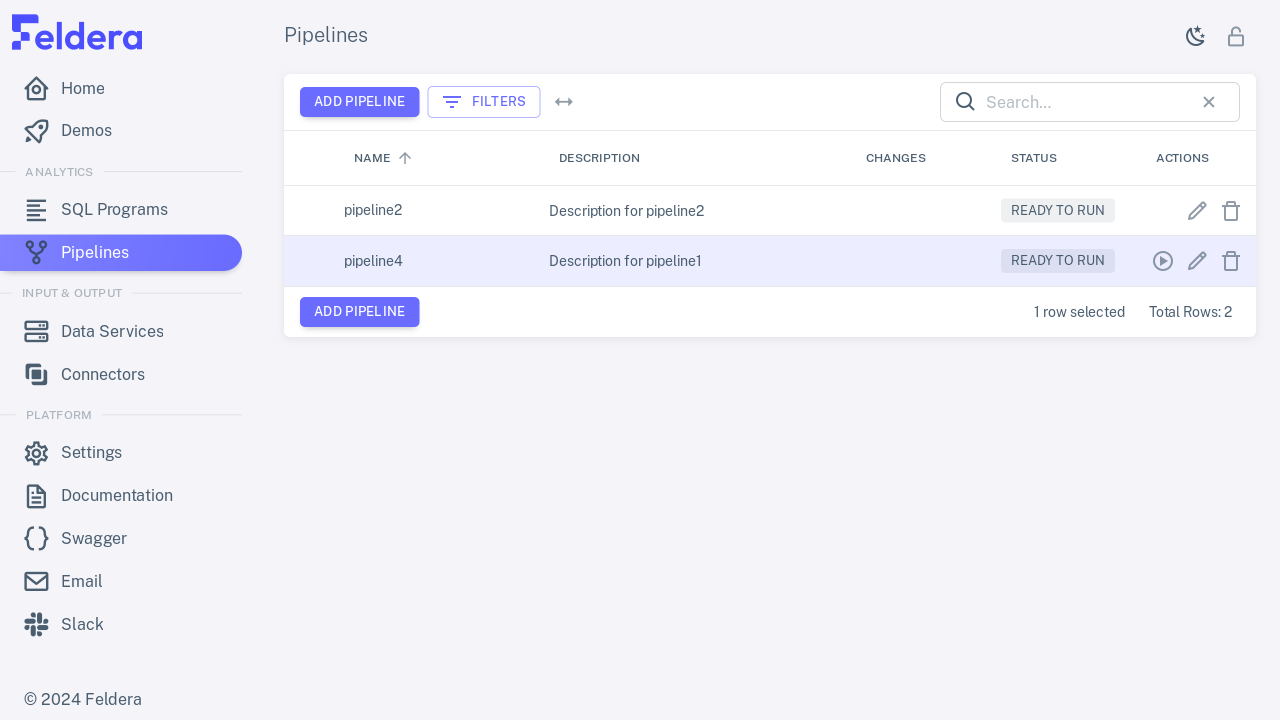 Feldera
Pipelines
Home
Demos
ANALYTICS
SQL Programs
Pipelines
INPUT & OUTPUT
Data Services
Connectors
PLATFORM
Settings
Documentation
Swagger
Email
Slack
© 2024 Feldera
ADD PIPELINE FILTERS Search...
NAME DESCRIPTION CHANGES STATUS ACTIONS
pipeline2 Description for pipeline2 READY TO RUN
pipeline4 Description for pipeline1 READY TO RUN
ADD PIPELINE 1 row selected Total Rows: 2